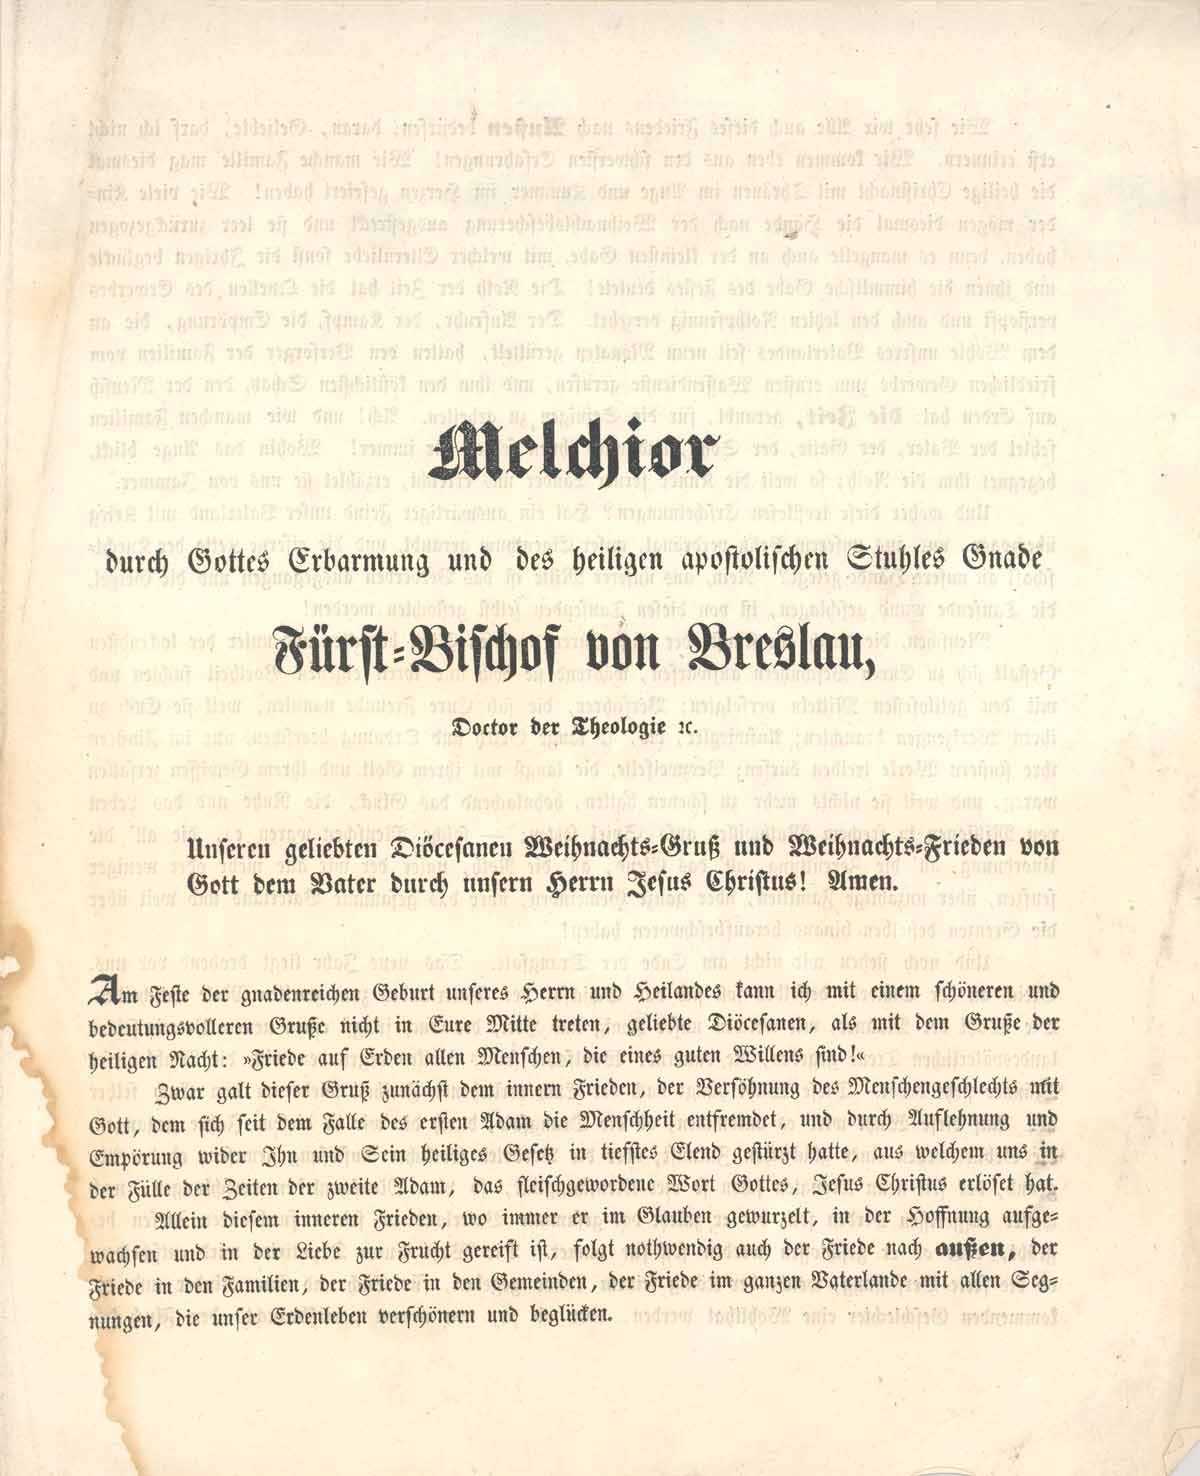 Melchior
durch Gottes Erbarmung und des heiligen apostolischen Stuhles Gnade
Fürst-Bischof von Breslau,
Doctor der Theologie ꝛc.
Unseren geliebten Diöcesanen Weihnachts-Gruß und Weihnachts-Frieden von
Gott dem Vater durch unsern Herrn Jesus Christus! Amen.
Am Feste der gnadenreichen Geburt unseres Herrn und Heilandes kann ich mit einem schöneren und
bedeutungsvolleren Gruße nicht in Eure Mitte treten, geliebte Diöcesanen, als mit dem Gruße der
heiligen Nacht: »Friede auf Erden allen Menschen, die eines guten Willens sind!«
Zwar galt dieser Gruß zunächst dem innern Frieden, der Versöhnung des Menschengeschlechts mit
Gott, dem sich seit dem Falle des ersten Adam die Menschheit entfremdet, und durch Auflehnung und
Empörung wider Ihn und Sein heiliges Gesetz in tiefstes Elend gestürzt hatte, aus welchem uns in
der Fülle der Zeiten der zweite Adam, das fleischgewordene Wort Gottes, Jesus Christus erlöset hat.
Allein diesem inneren Frieden, wo immer er im Glauben gewurzelt, in der Hoffnung aufge-
wachsen und in der Liebe zur Frucht gereift ist, folgt nothwendig auch der Friede nach außen, der
Friede in den Familien, der Friede in den Gemeinden, der Friede im ganzen Vaterlande mit allen Seg-
nungen, die unser Erdenleben verschönern und beglücken.